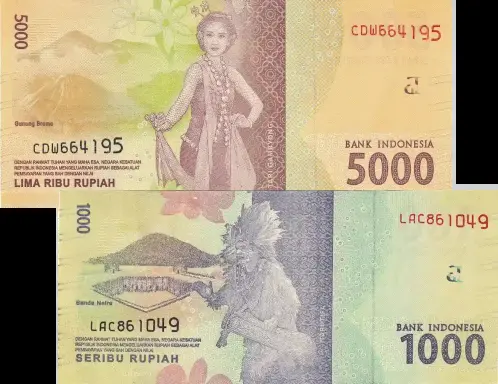 5000
CDW664195
Gunung Bromo
CDW664195
DENGAN RAHMAT TUHAN YANG MAHA ESA, NEGARA KESATUAN
REPUBLIK INDONESIA MENGELUARKAN RUPIAH SEBAGAI ALAT
PEMBAYARAN YANG SAH DENGAN NILAI
LIMA RIBU RUPIAH
TARI GAMBYONG
BANK INDONESIA
5000
1000
LAC861049
Banda Neira
LAC861049
DENGAN RAHMAT TUHAN YANG MAHA ESA, NEGARA KESATUAN
REPUBLIK INDONESIA MENGELUARKAN RUPIAH SEBAGAI ALAT
PEMBAYARAN YANG SAH DENGAN NILAI
SERIBU RUPIAH
BANK INDONESIA
1000